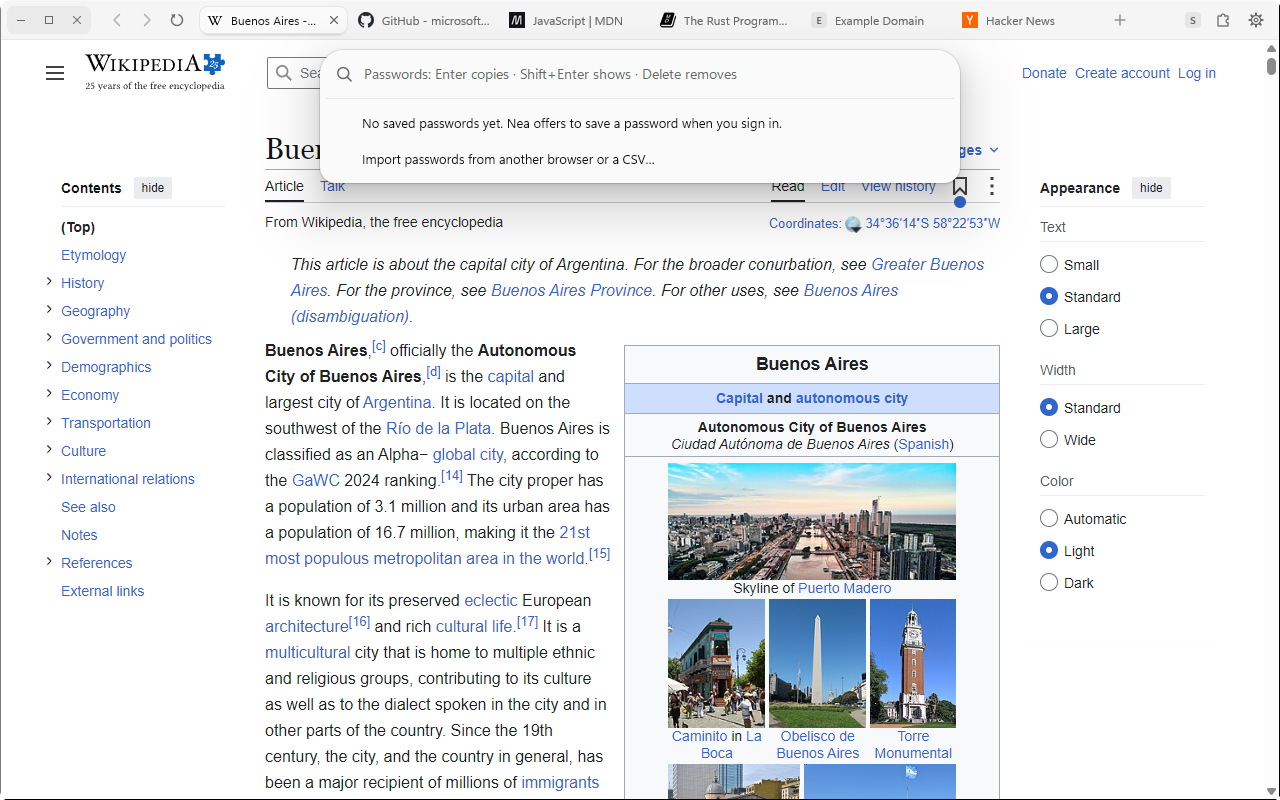 Buenos Aires -...
GitHub - microsoft...
JavaScript | MDN
The Rust Program...
Example Domain
Hacker News
S
WIKIPEDIA 25
25 years of the free encyclopedia
Sea
Passwords: Enter copies · Shift+Enter shows · Delete removes
No saved passwords yet. Nea offers to save a password when you sign in.
Import passwords from another browser or a CSV...
Donate Create account Log in
Article Talk
Read Edit View history
From Wikipedia, the free encyclopedia
Coordinates: 34°36′14″S 58°22′53″W
Contents hide
(Top)
Etymology
History
Geography
Government and politics
Demographics
Economy
Transportation
Culture
International relations
See also
Notes
References
External links
This article is about the capital city of Argentina. For the broader conurbation, see Greater Buenos
Aires. For the province, see Buenos Aires Province. For other uses, see Buenos Aires
(disambiguation).
Buenos Aires,[c] officially the Autonomous
City of Buenos Aires,[d] is the capital and
largest city of Argentina. It is located on the
southwest of the Río de la Plata. Buenos Aires is
classified as an Alpha− global city, according to
the GaWC 2024 ranking.[14] The city proper has
a population of 3.1 million and its urban area has
a population of 16.7 million, making it the 21st
most populous metropolitan area in the world.[15]
It is known for its preserved eclectic European
architecture[16] and rich cultural life.[17] It is a
multicultural city that is home to multiple ethnic
and religious groups, contributing to its culture
as well as to the dialect spoken in the city and in
other parts of the country. Since the 19th
century, the city, and the country in general, has
been a major recipient of millions of immigrants
Buenos Aires
Capital and autonomous city
Autonomous City of Buenos Aires
Ciudad Autónoma de Buenos Aires (Spanish)
Skyline of Puerto Madero
Caminito in La
Boca
Obelisco de
Buenos Aires
Torre
Monumental
Appearance hide
Text
Small
Standard
Large
Width
Standard
Wide
Color
Automatic
Light
Dark